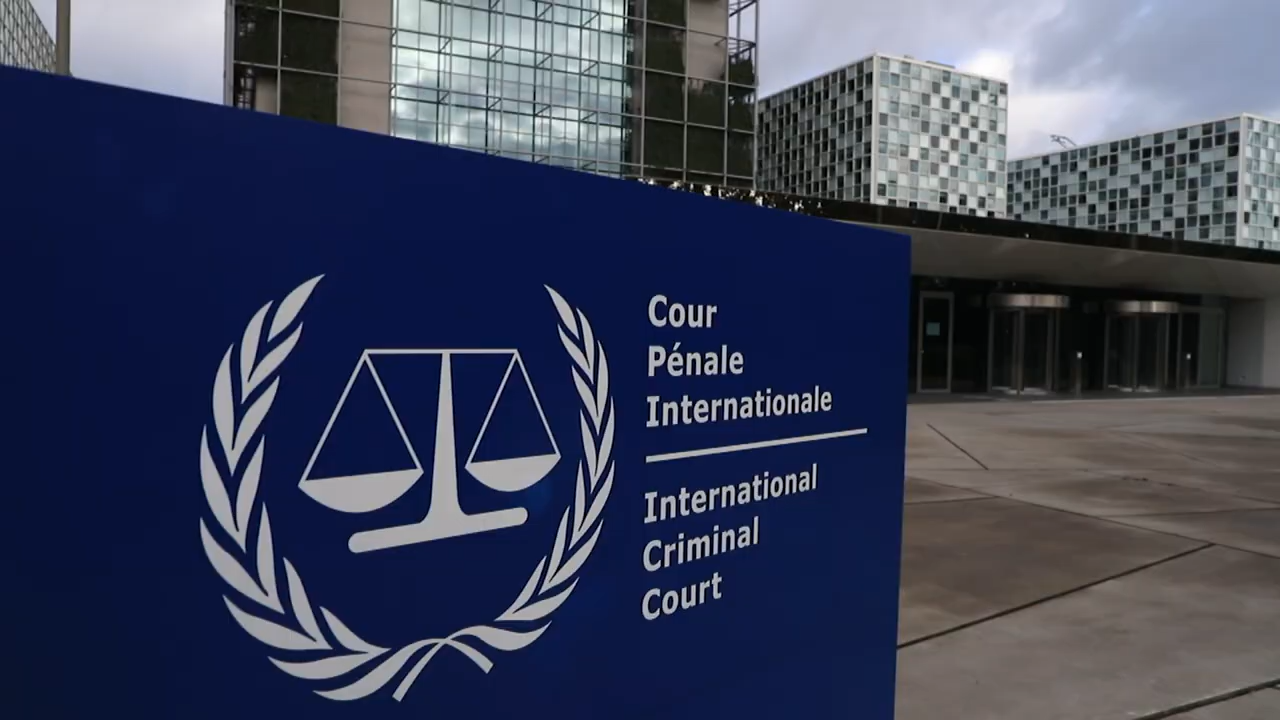 Cour
Pénale
Internationale
International
Criminal
Court